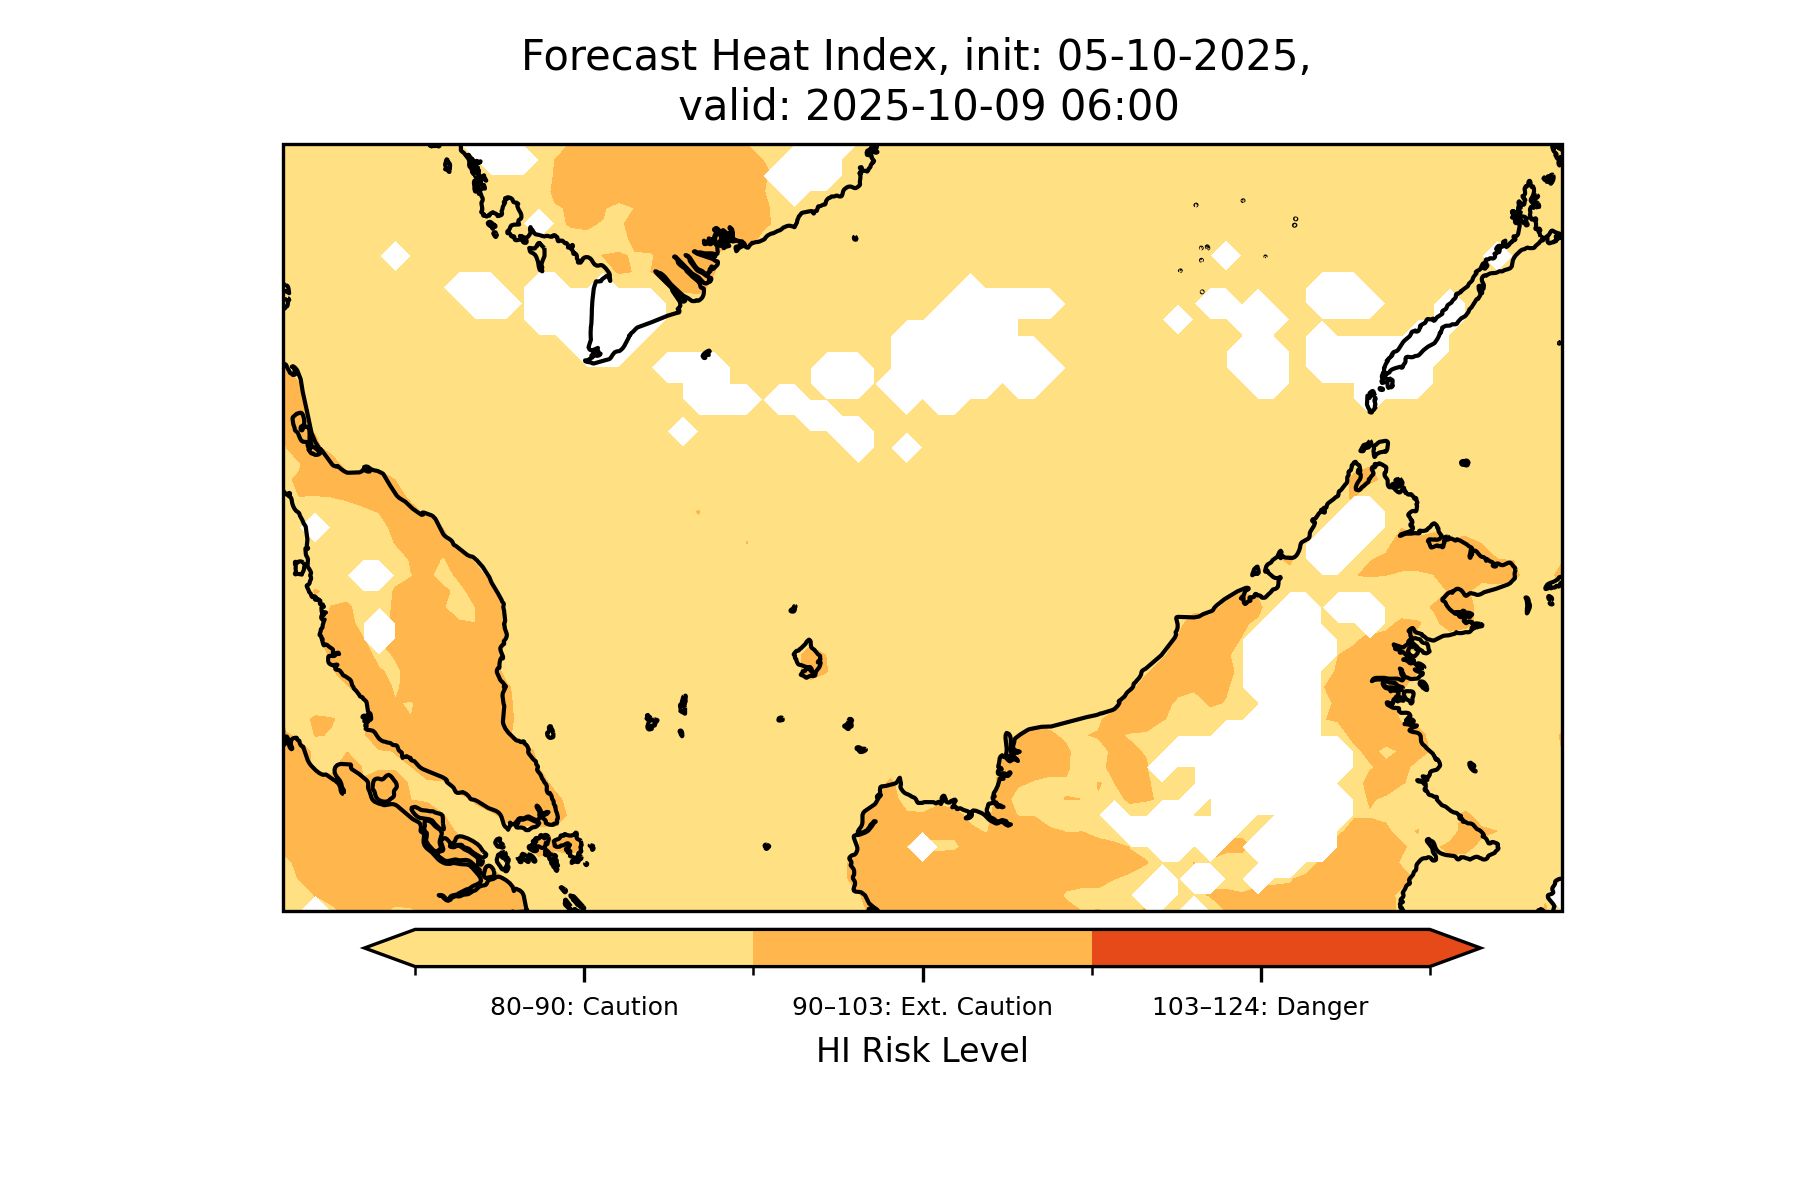 Forecast Heat Index, init: 05-10-2025,
valid: 2025-10-09 06:00
80–90: Caution
90–103: Ext. Caution
103–124: Danger
HI Risk Level